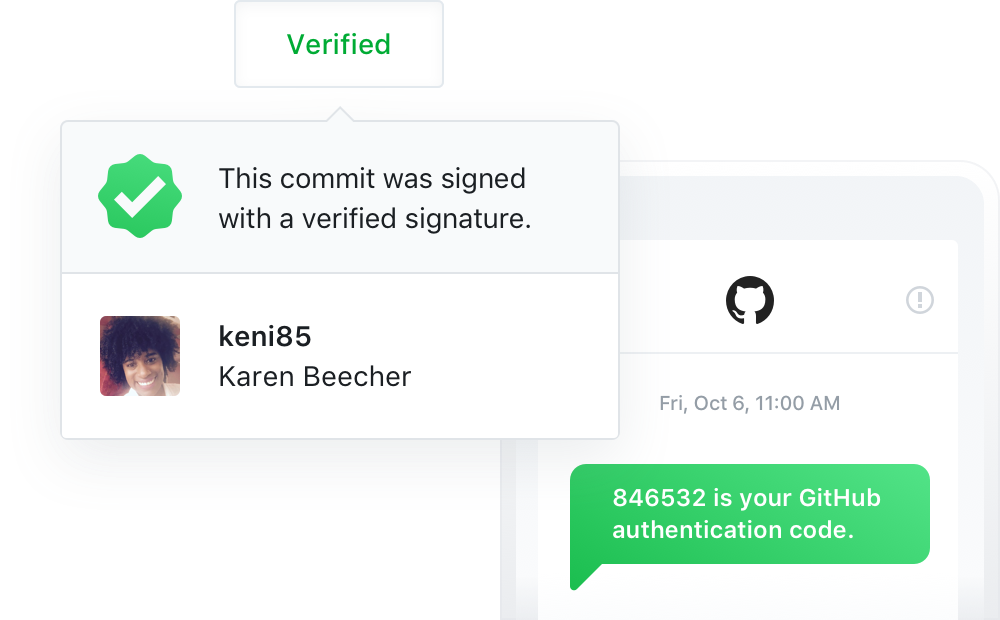 Verified
This commit was signed
with a verified signature.
keni85
Karen Beecher
Fri, Oct 6, 11:00 AM
846532 is your GitHub
authentication code.